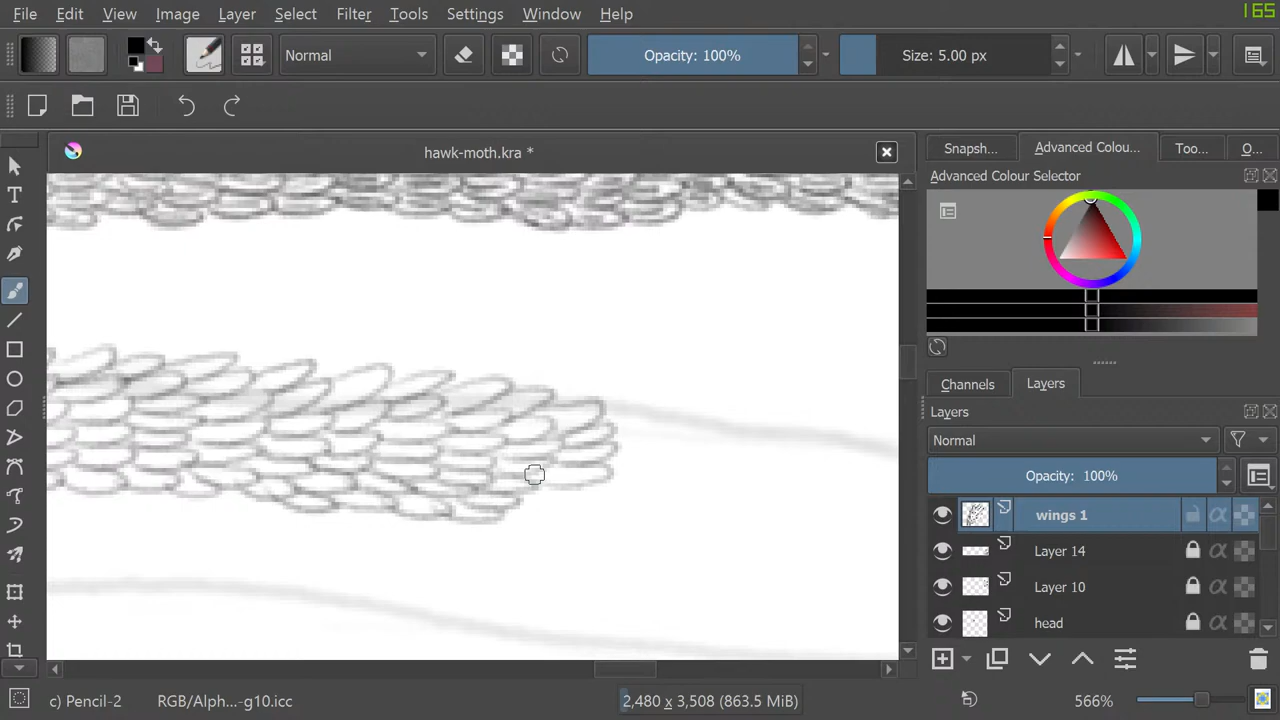 File Edit View Image Layer Select Filter Tools Settings Window Help
165
Normal
Opacity: 100%
Size: 5.00 px
hawk-moth.kra *
Snapsh... Advanced Colou... Too... O...
Advanced Colour Selector
Channels Layers
Layers
Normal
Opacity: 100%
wings 1
Layer 14
Layer 10
head
c) Pencil-2
RGB/Alph...-g10.icc
2,480 x 3,508 (863.5 MiB)
566%